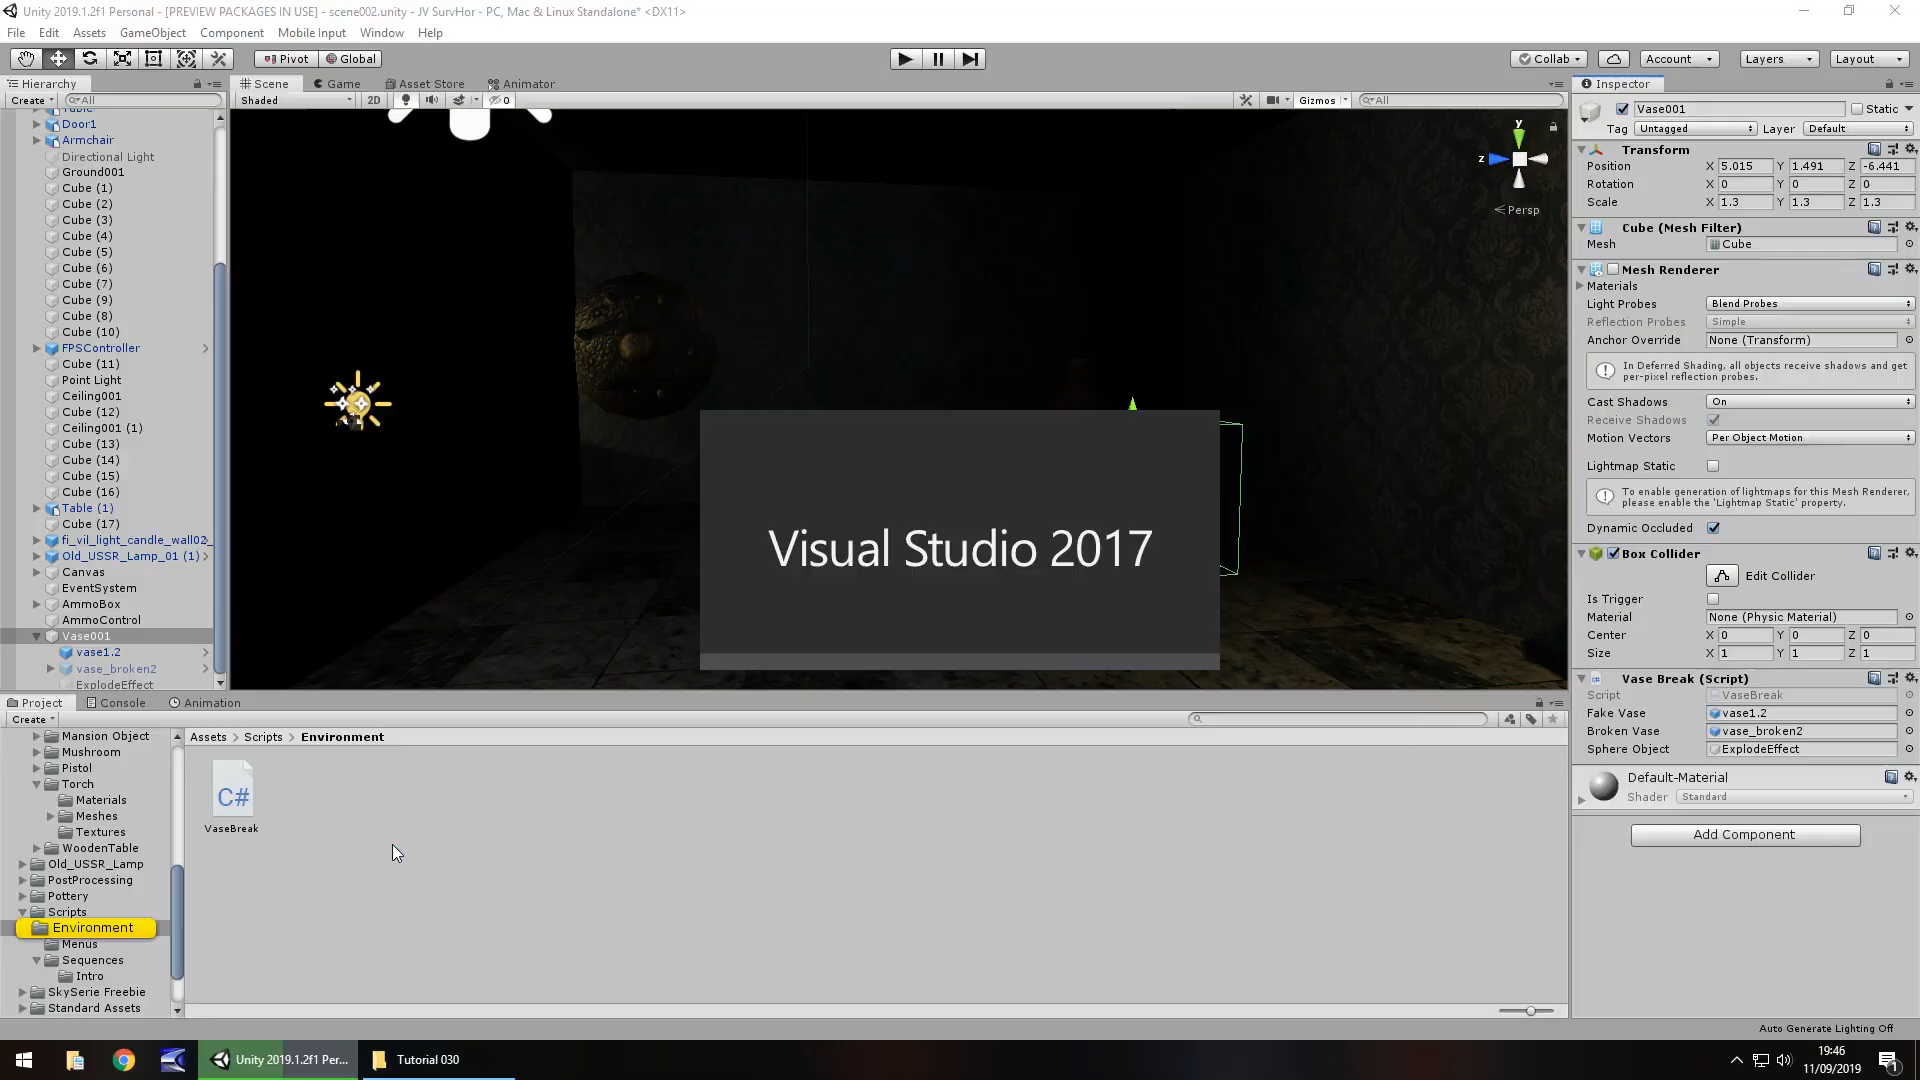 Unity 2019.1.2f1 Personal - [PREVIEW PACKAGES IN USE] - scene002.unity - JV SurvHor - PC, Mac & Linux Standalone* <DX11>
File Edit Assets GameObject Component Mobile Input Window Help
Pivot Global Collab Account Layers Layout
Hierarchy
Create All
Door1
Armchair
Directional Light
Ground001
Cube (1)
Cube (2)
Cube (3)
Cube (4)
Cube (5)
Cube (6)
Cube (7)
Cube (9)
Cube (8)
Cube (10)
FPSController
Cube (11)
Point Light
Ceiling001
Cube (12)
Ceiling001 (1)
Cube (13)
Cube (14)
Cube (15)
Cube (16)
Table (1)
Cube (17)
fi_vil_light_candle_wall02_
Old_USSR_Lamp_01 (1)
Canvas
EventSystem
AmmoBox
AmmoControl
Vase001
vase1.2
vase_broken2
ExplodeEffect
Scene Game Asset Store Animator
Shaded 2D 0 Gizmos All
y
z
Persp
Visual Studio 2017
Inspector
Vase001 Static
Tag Untagged Layer Default
Transform
Position X 5.015 Y 1.491 Z -6.441
Rotation X 0 Y 0 Z 0
Scale X 1.3 Y 1.3 Z 1.3
Cube (Mesh Filter)
Mesh Cube
Mesh Renderer
Materials
Light Probes Blend Probes
Reflection Probes Simple
Anchor Override None (Transform)
In Deferred Shading, all objects receive shadows and get
per-pixel reflection probes.
Cast Shadows On
Receive Shadows
Motion Vectors Per Object Motion
Lightmap Static
To enable generation of lightmaps for this Mesh Renderer,
please enable the 'Lightmap Static' property.
Dynamic Occluded
Box Collider
Edit Collider
Is Trigger
Material None (Physic Material)
Center X 0 Y 0 Z 0
Size X 1 Y 1 Z 1
Vase Break (Script)
Script VaseBreak
Fake Vase vase1.2
Broken Vase vase_broken2
Sphere Object ExplodeEffect
Default-Material
Shader Standard
Add Component
Project Console Animation
Create
Mansion Object
Mushroom
Pistol
Torch
Materials
Meshes
Textures
WoodenTable
Old_USSR_Lamp
PostProcessing
Pottery
Scripts
Environment
Menus
Sequences
Intro
SkySerie Freebie
Standard Assets
Assets > Scripts > Environment
C#
VaseBreak
Auto Generate Lighting Off
Unity 2019.1.2f1 Per... Tutorial 030
19:46
11/09/2019
1